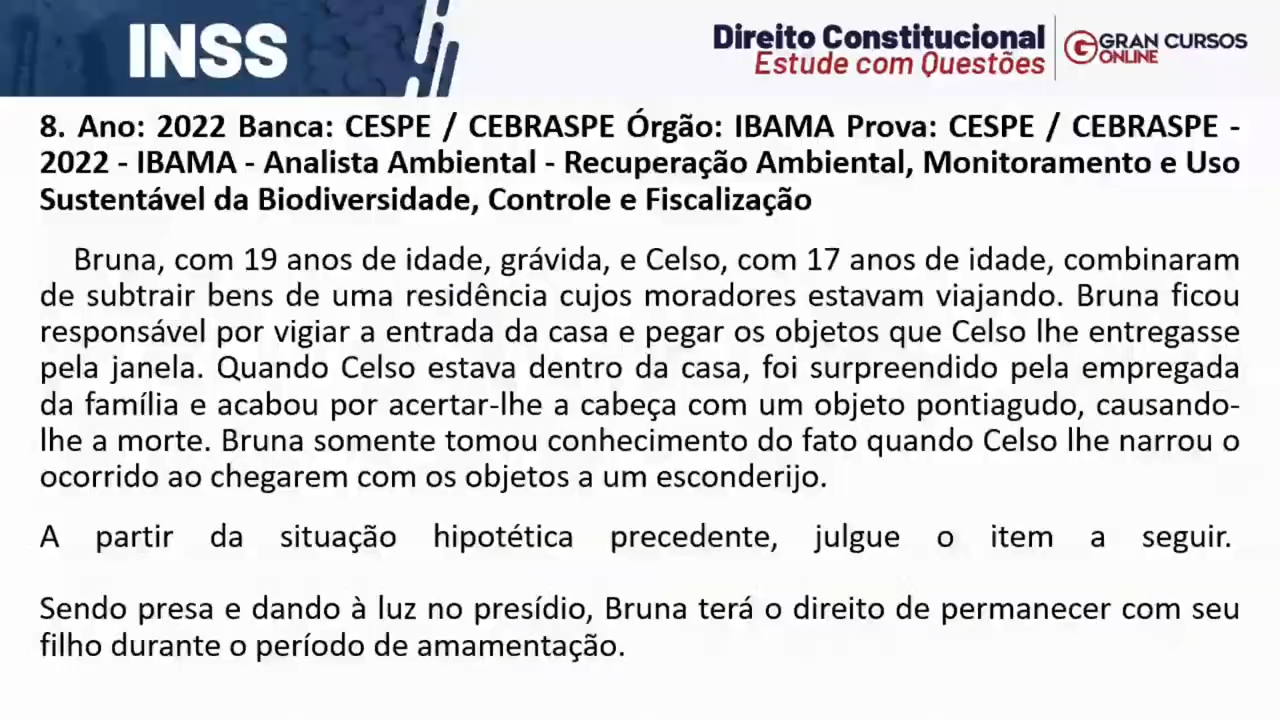 INSS
Direito Constitucional
Estude com Questões
GRAN CURSOS
ONLINE
8. Ano: 2022 Banca: CESPE / CEBRASPE Órgão: IBAMA Prova: CESPE / CEBRASPE -
2022 - IBAMA - Analista Ambiental - Recuperação Ambiental, Monitoramento e Uso
Sustentável da Biodiversidade, Controle e Fiscalização
Bruna, com 19 anos de idade, grávida, e Celso, com 17 anos de idade, combinaram
de subtrair bens de uma residência cujos moradores estavam viajando. Bruna ficou
responsável por vigiar a entrada da casa e pegar os objetos que Celso lhe entregasse
pela janela. Quando Celso estava dentro da casa, foi surpreendido pela empregada
da família e acabou por acertar-lhe a cabeça com um objeto pontiagudo, causando-
lhe a morte. Bruna somente tomou conhecimento do fato quando Celso lhe narrou o
ocorrido ao chegarem com os objetos a um esconderijo.
A partir da situação hipotética precedente, julgue o item a seguir.
Sendo presa e dando à luz no presídio, Bruna terá o direito de permanecer com seu
filho durante o período de amamentação.